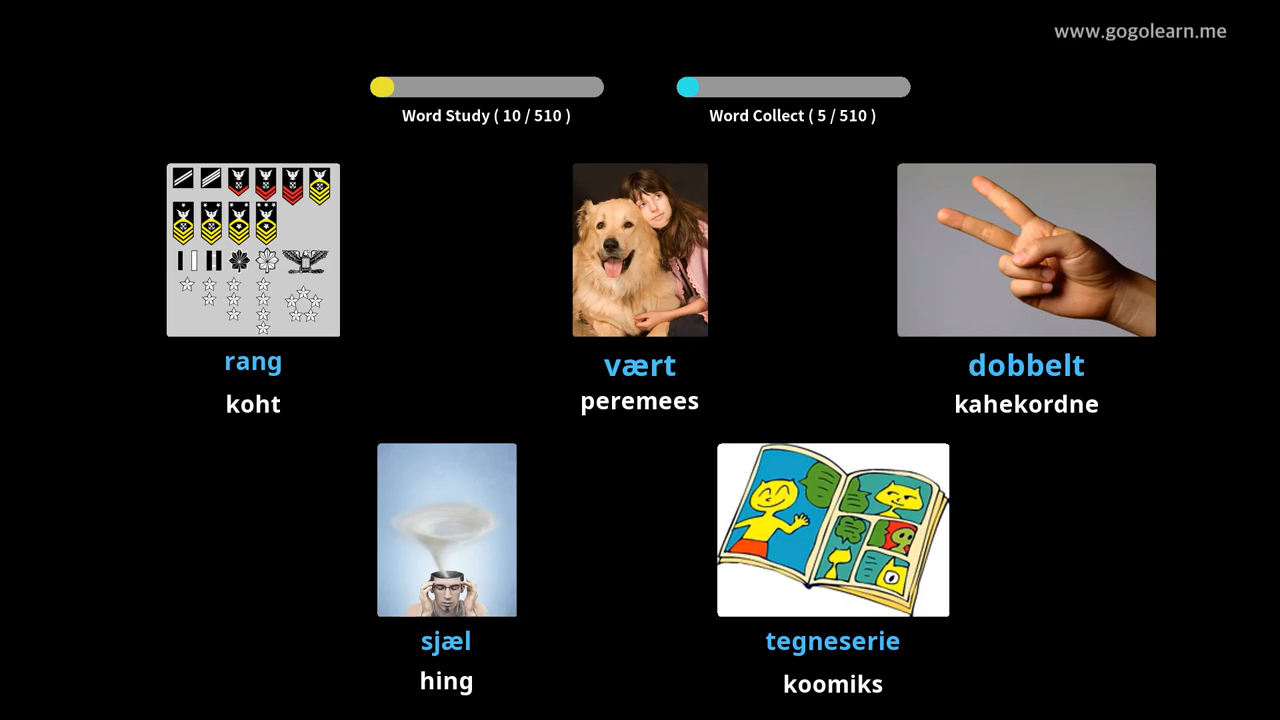 www.gogolearn.me
Word Study ( 10 / 510 )
Word Collect ( 5 / 510 )
rang
koht
vært
peremees
dobbelt
kahekordne
sjæl
hing
tegneserie
koomiks